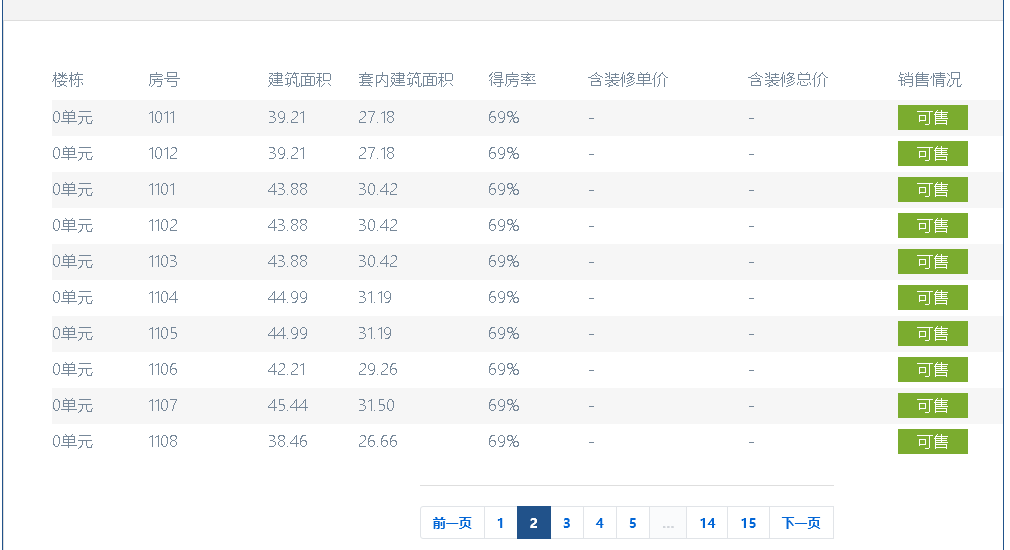 楼栋 房号 建筑面积 套内建筑面积 得房率 含装修单价 含装修总价 销售情况
0单元 1011 39.21 27.18 69% - - 可售
0单元 1012 39.21 27.18 69% - - 可售
0单元 1101 43.88 30.42 69% - - 可售
0单元 1102 43.88 30.42 69% - - 可售
0单元 1103 43.88 30.42 69% - - 可售
0单元 1104 44.99 31.19 69% - - 可售
0单元 1105 44.99 31.19 69% - - 可售
0单元 1106 42.21 29.26 69% - - 可售
0单元 1107 45.44 31.50 69% - - 可售
0单元 1108 38.46 26.66 69% - - 可售
前一页 1 2 3 4 5 ... 14 15 下一页